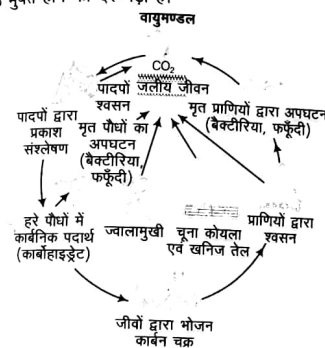 वायुमण्डल
CO₂
पादपों जलीय जीवन
श्वसन
पादपों द्वारा
प्रकाश
संश्लेषण
मृत पौधों का
अपघटन
(बैक्टीरिया,
फफूँदी)
मृत प्राणियों द्वारा अपघटन
(बैक्टीरिया, फफूँदी)
हरे पौधों में
कार्बनिक पदार्थ
(कार्बोहाइड्रेट)
ज्वालामुखी
चूना कोयला
एवं खनिज तेल
प्राणियों द्वारा
श्वसन
जीवों द्वारा भोजन
कार्बन चक्र